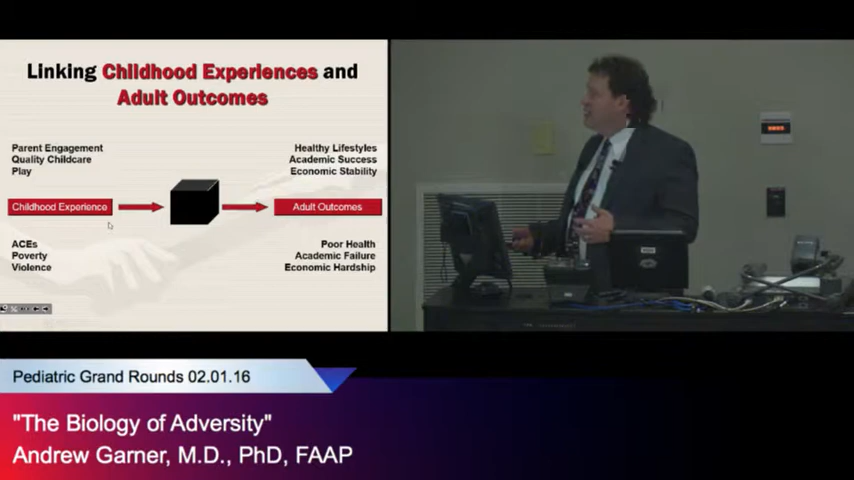 Linking Childhood Experiences and
Adult Outcomes
Parent Engagement
Quality Childcare
Play
Healthy Lifestyles
Academic Success
Economic Stability
Childhood Experience
Adult Outcomes
ACEs
Poverty
Violence
Poor Health
Academic Failure
Economic Hardship
Pediatric Grand Rounds 02.01.16
"The Biology of Adversity"
Andrew Garner, M.D., PhD, FAAP